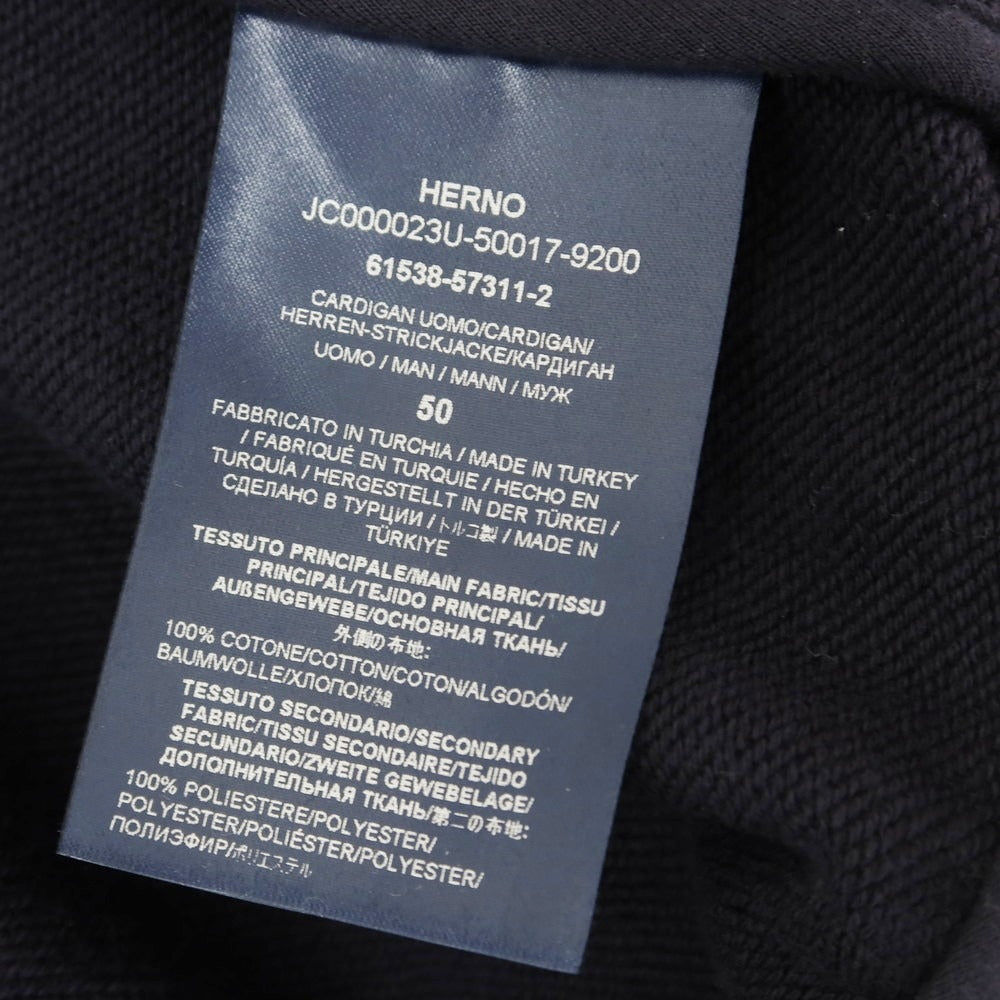 HERNO
JC000023U-50017-9200
61538-57311-2
CARDIGAN UOMO/CARDIGAN/
HERREN-STRICKJACKE/КАРДИГАН
UOMO / MAN / MANN / МУЖ
50
FABBRICATO IN TURCHIA / MADE IN TURKEY
/ FABRIQUÉ EN TURQUIE / HECHO EN
TURQUÍA / HERGESTELLT IN DER TÜRKEI /
СДЕЛАНО В ТУРЦИИ / トルコ製 / MADE IN
TÜRKIYE
TESSUTO PRINCIPALE/MAIN FABRIC/TISSU
PRINCIPAL/TEJIDO PRINCIPAL/
AUßENGEWEBE/ОСНОВНАЯ ТКАНЬ/
外側の布地:
100% COTONE/COTTON/COTON/ALGODÓN/
BAUMWOLLE/ХЛОПОК/綿
TESSUTO SECONDARIO/SECONDARY
FABRIC/TISSU SECONDAIRE/TEJIDO
SECUNDARIO/ZWEITE GEWEBELAGE/
ДОПОЛНИТЕЛЬНАЯ ТКАНЬ/第二の布地:
100% POLIESTERE/POLYESTER/
POLYESTER/POLIÉSTER/POLYESTER/
ПОЛИЭФИР/ポリエステル